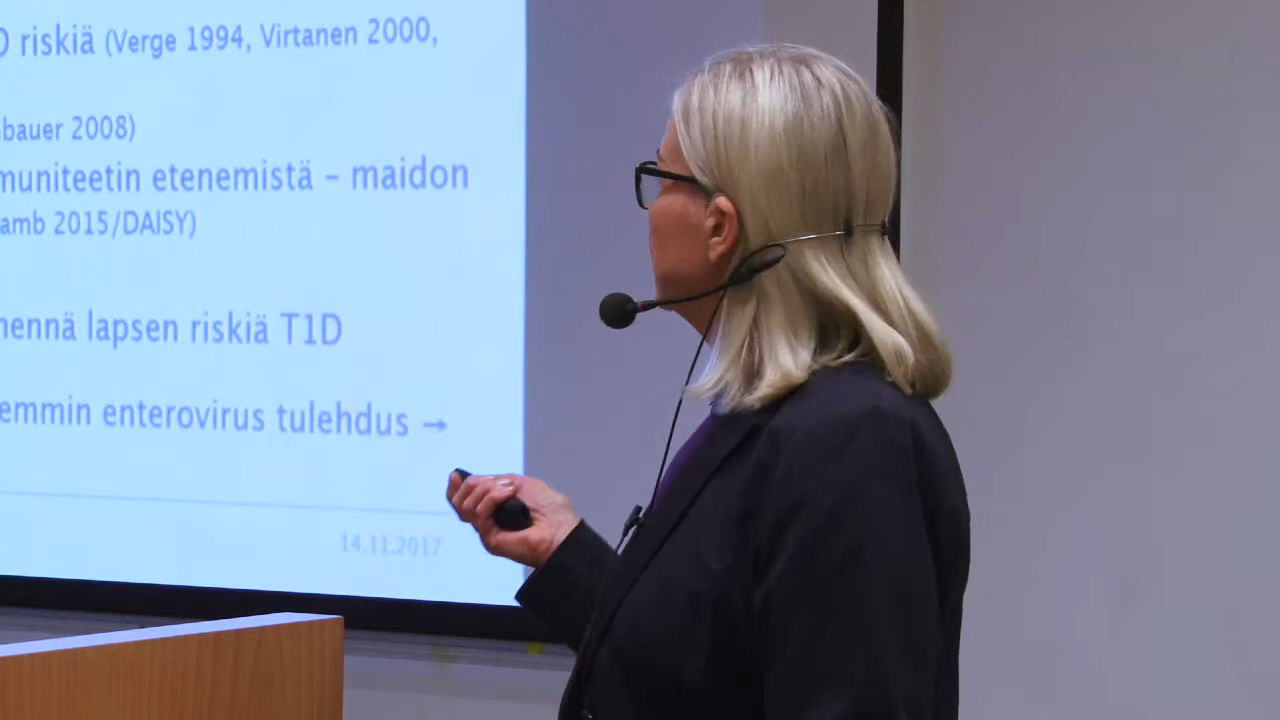 riskiä (Verge 1994, Virtanen 2000,
bauer 2008)
muniteetin etenemistä – maidon
amb 2015/DAISY)
hennä lapsen riskiä T1D
emmin enterovirus tulehdus →
14.11.2017